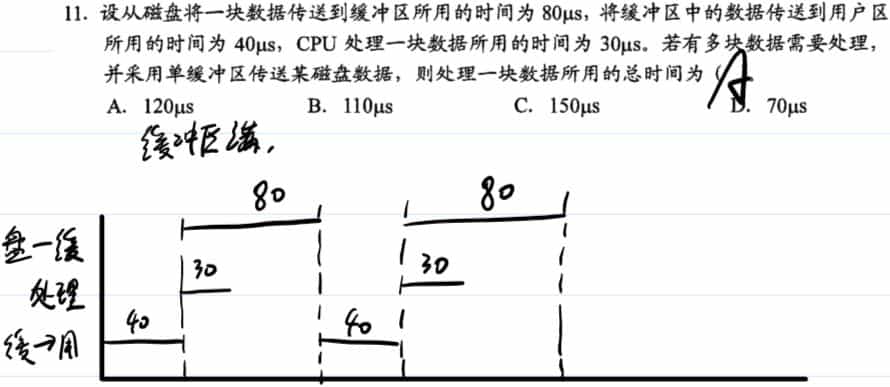 11. 设从磁盘将一块数据传送到缓冲区所用的时间为 80μs，将缓冲区中的数据传送到用户区
所用的时间为 40μs，CPU 处理一块数据所用的时间为 30μs。若有多块数据需要处理，
并采用单缓冲区传送某磁盘数据，则处理一块数据所用的总时间为（ A
A. 120μs B. 110μs C. 150μs D. 70μs
缓冲区满，
80 80
盘一缓
30 30
处理
40 40
缓→用